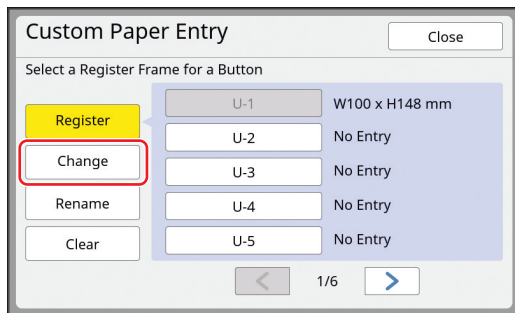 Custom Paper Entry
Close
Select a Register Frame for a Button
Register
Change
Rename
Clear
U-1 W100 x H148 mm
U-2 No Entry
U-3 No Entry
U-4 No Entry
U-5 No Entry
1/6